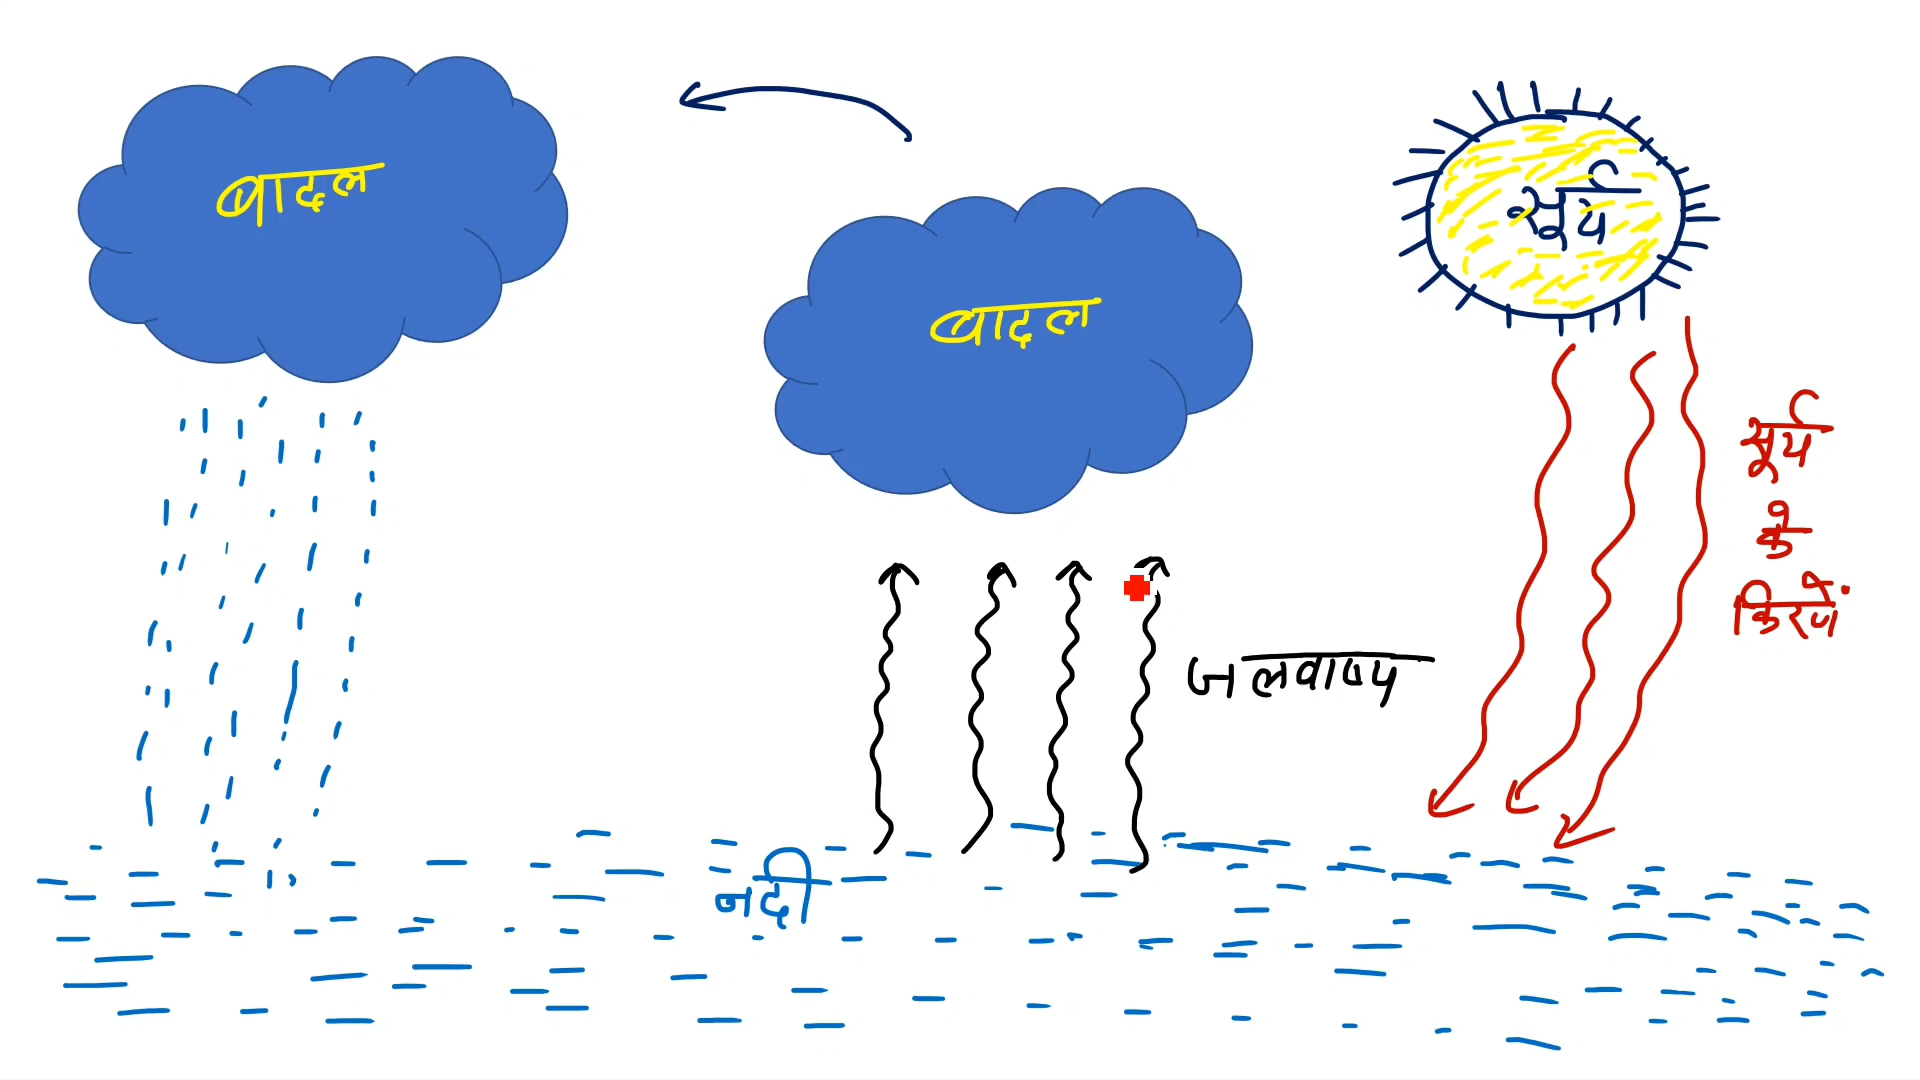 बादल
बादल
सूर्य
सूर्य
के
किरणें
जलवाष्प
नदी